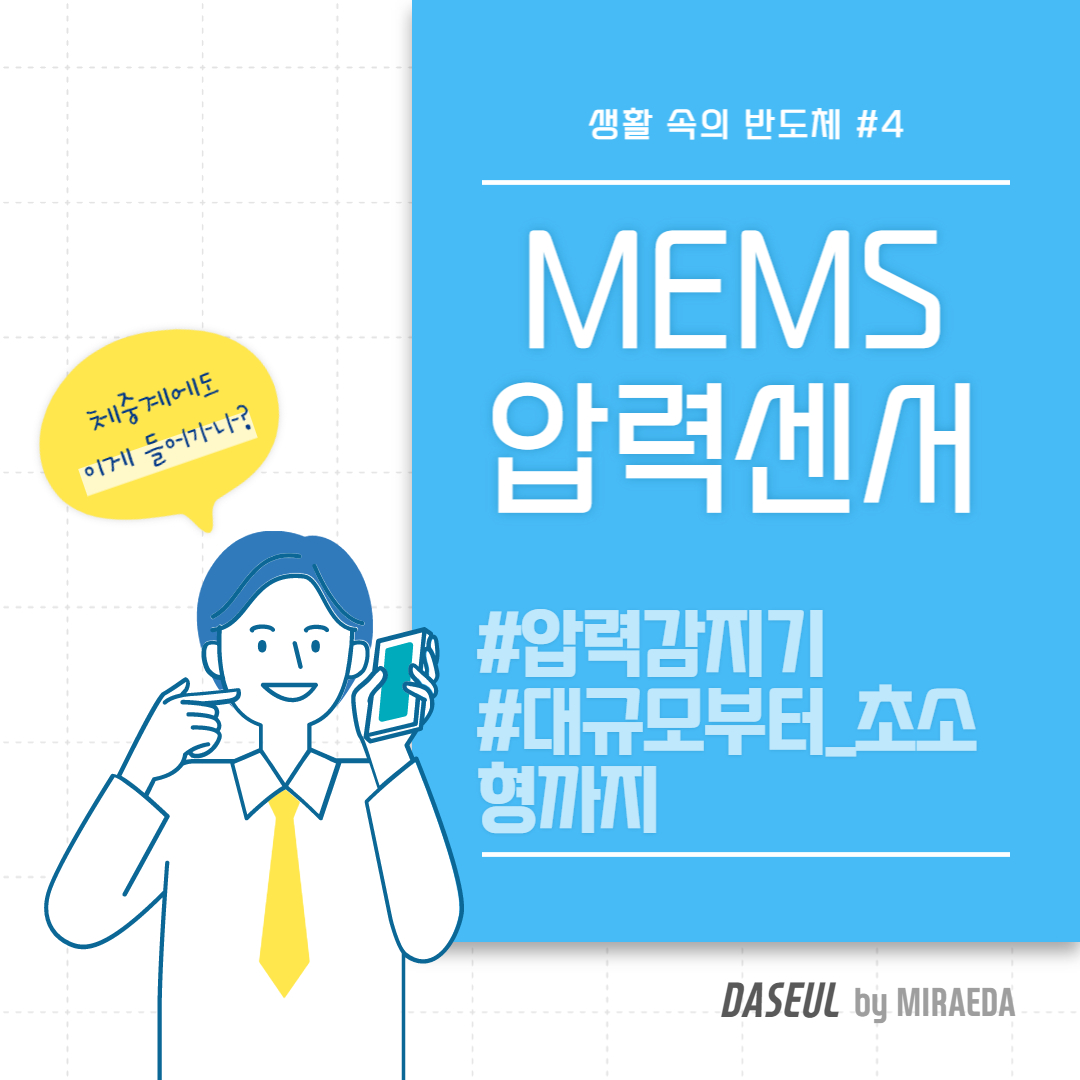 생활 속의 반도체 #4
MEMS
압력센서
체중계에도
이게 들어가나?
#압력감지기
#대규모부터_초소
형까지
DASEUL by MIRAEDA